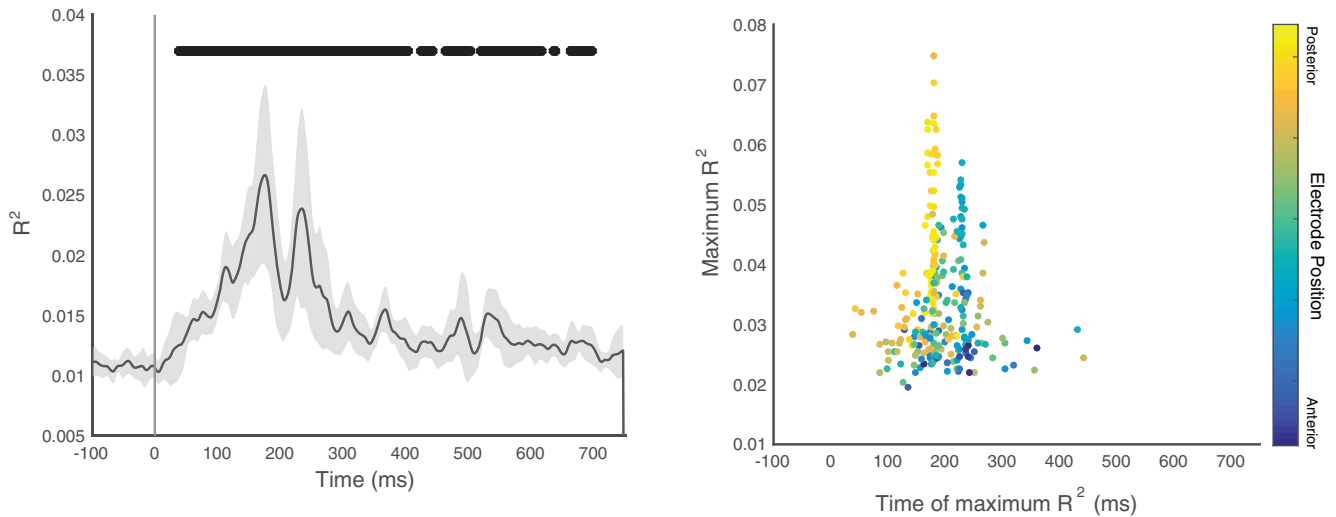 0.04
0.035
0.03
0.025
0.02
0.015
0.01
0.005
R²
-100 0 100 200 300 400 500 600 700
Time (ms)
0.08
0.07
0.06
0.05
0.04
0.03
0.02
0.01
Maximum R²
-100 0 100 200 300 400 500 600 700
Time of maximum R² (ms)
Posterior
Electrode Position
Anterior